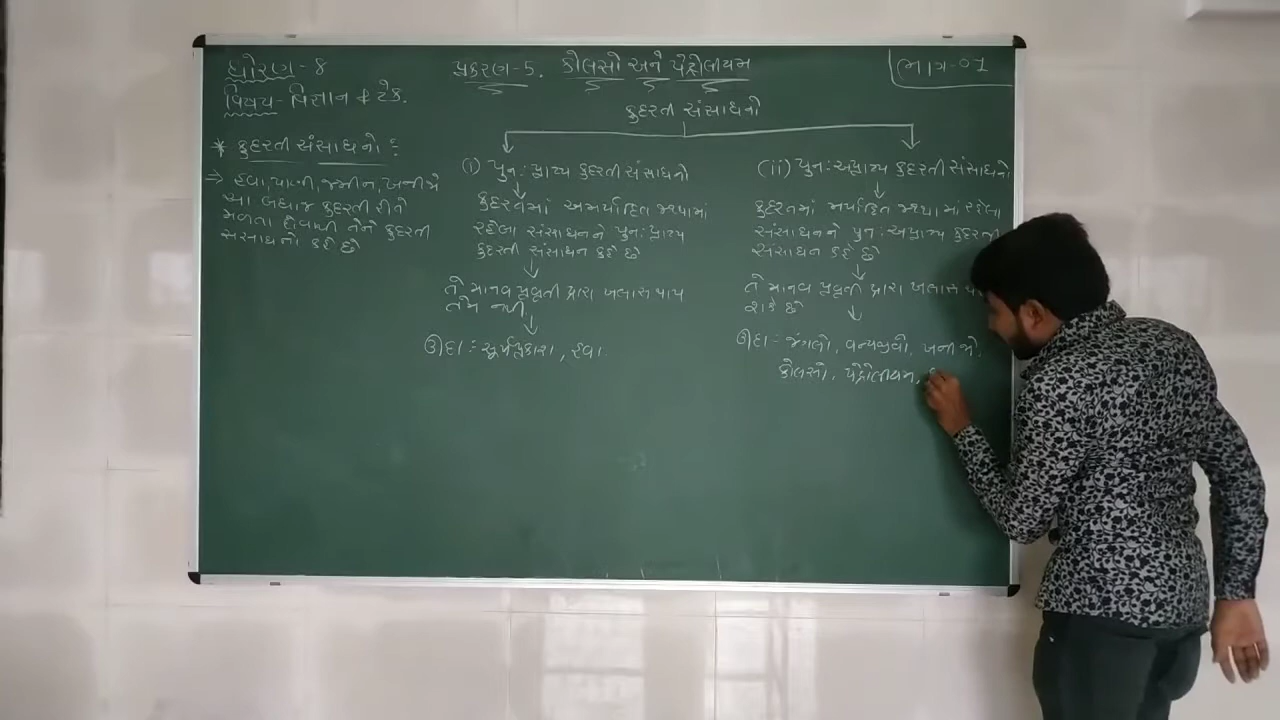 ધોરણ-8
વિષય- વિજ્ઞાન & ટેક.
પ્રકરણ-5. કોલસો અને પેટ્રોલીયમ
ભાગ-01
* કુદરતી સંસાધનો :
→ હવા, પાણી, જમીન, ખનીજો
આ બધાજ કુદરતી રીતે
મળતા હોવાથી તેને કુદરતી
સંસાધનો કહે છે
કુદરતી સંસાધનો
(i) પુન: પ્રાપ્ય કુદરતી સંસાધનો
કુદરતમાં અમર્યાદિત જથ્થામાં
રહેલા સંસાધનને પુન: પ્રાપ્ય
કુદરતી સંસાધન કહે છે
તે માનવ પ્રવૃતી દ્વારા ખલાસ થાય
તેમ નથી
ઉદા:- સૂર્યપ્રકાશ, હવા.
(ii) પુન: અપ્રાપ્ય કુદરતી સંસાધનો
કુદરતમાં મર્યાદિત જથ્થામાં રહેલા
સંસાધનને પુન: અપ્રાપ્ય કુદરતી
સંસાધન કહે છે
તે માનવ પ્રવૃતી દ્વારા ખલાસ
શકે છે
ઉદા:- જંગલો, વન્યજીવો, ખનીજો.
કોલસો, પેટ્રોલીયમ,